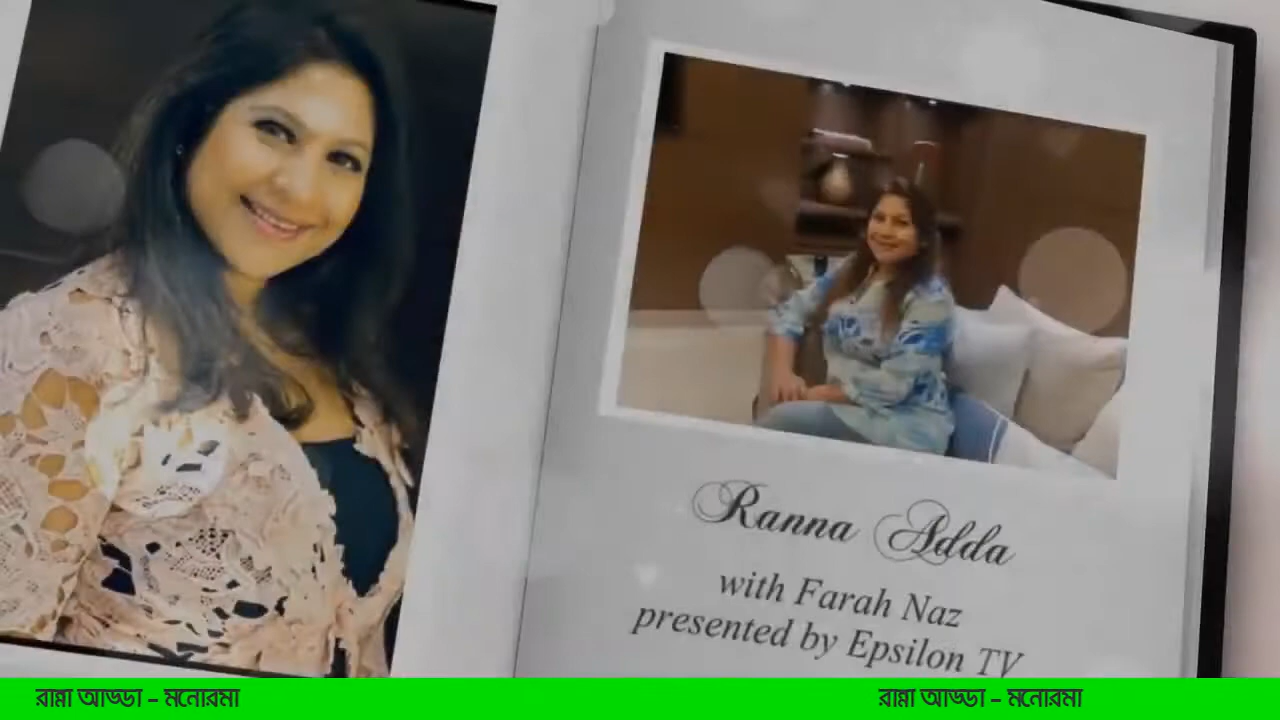 Ranna Adda
with Farah Naz
presented by Epsilon TV
রান্না আড্ডা – মনোরমা রান্না আড্ডা – মনোরমা